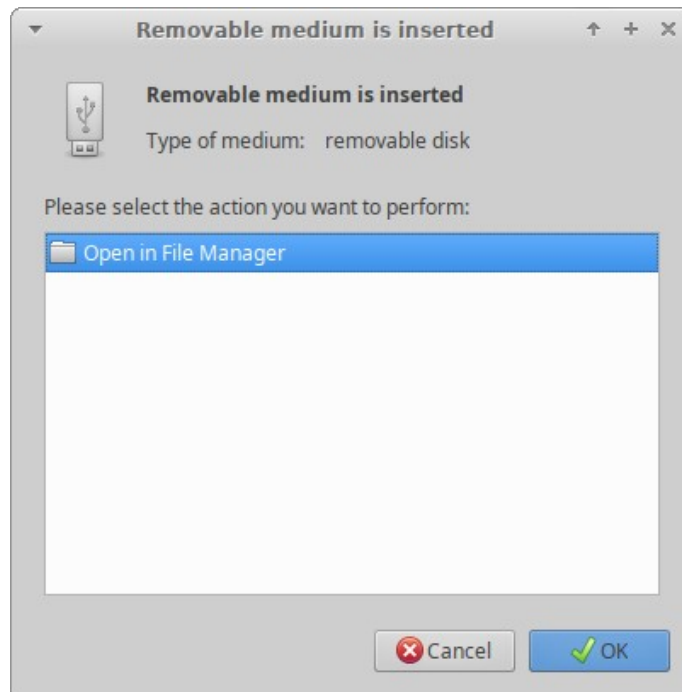 Removable medium is inserted
Removable medium is inserted
Type of medium: removable disk
Please select the action you want to perform:
Open in File Manager
Cancel
OK